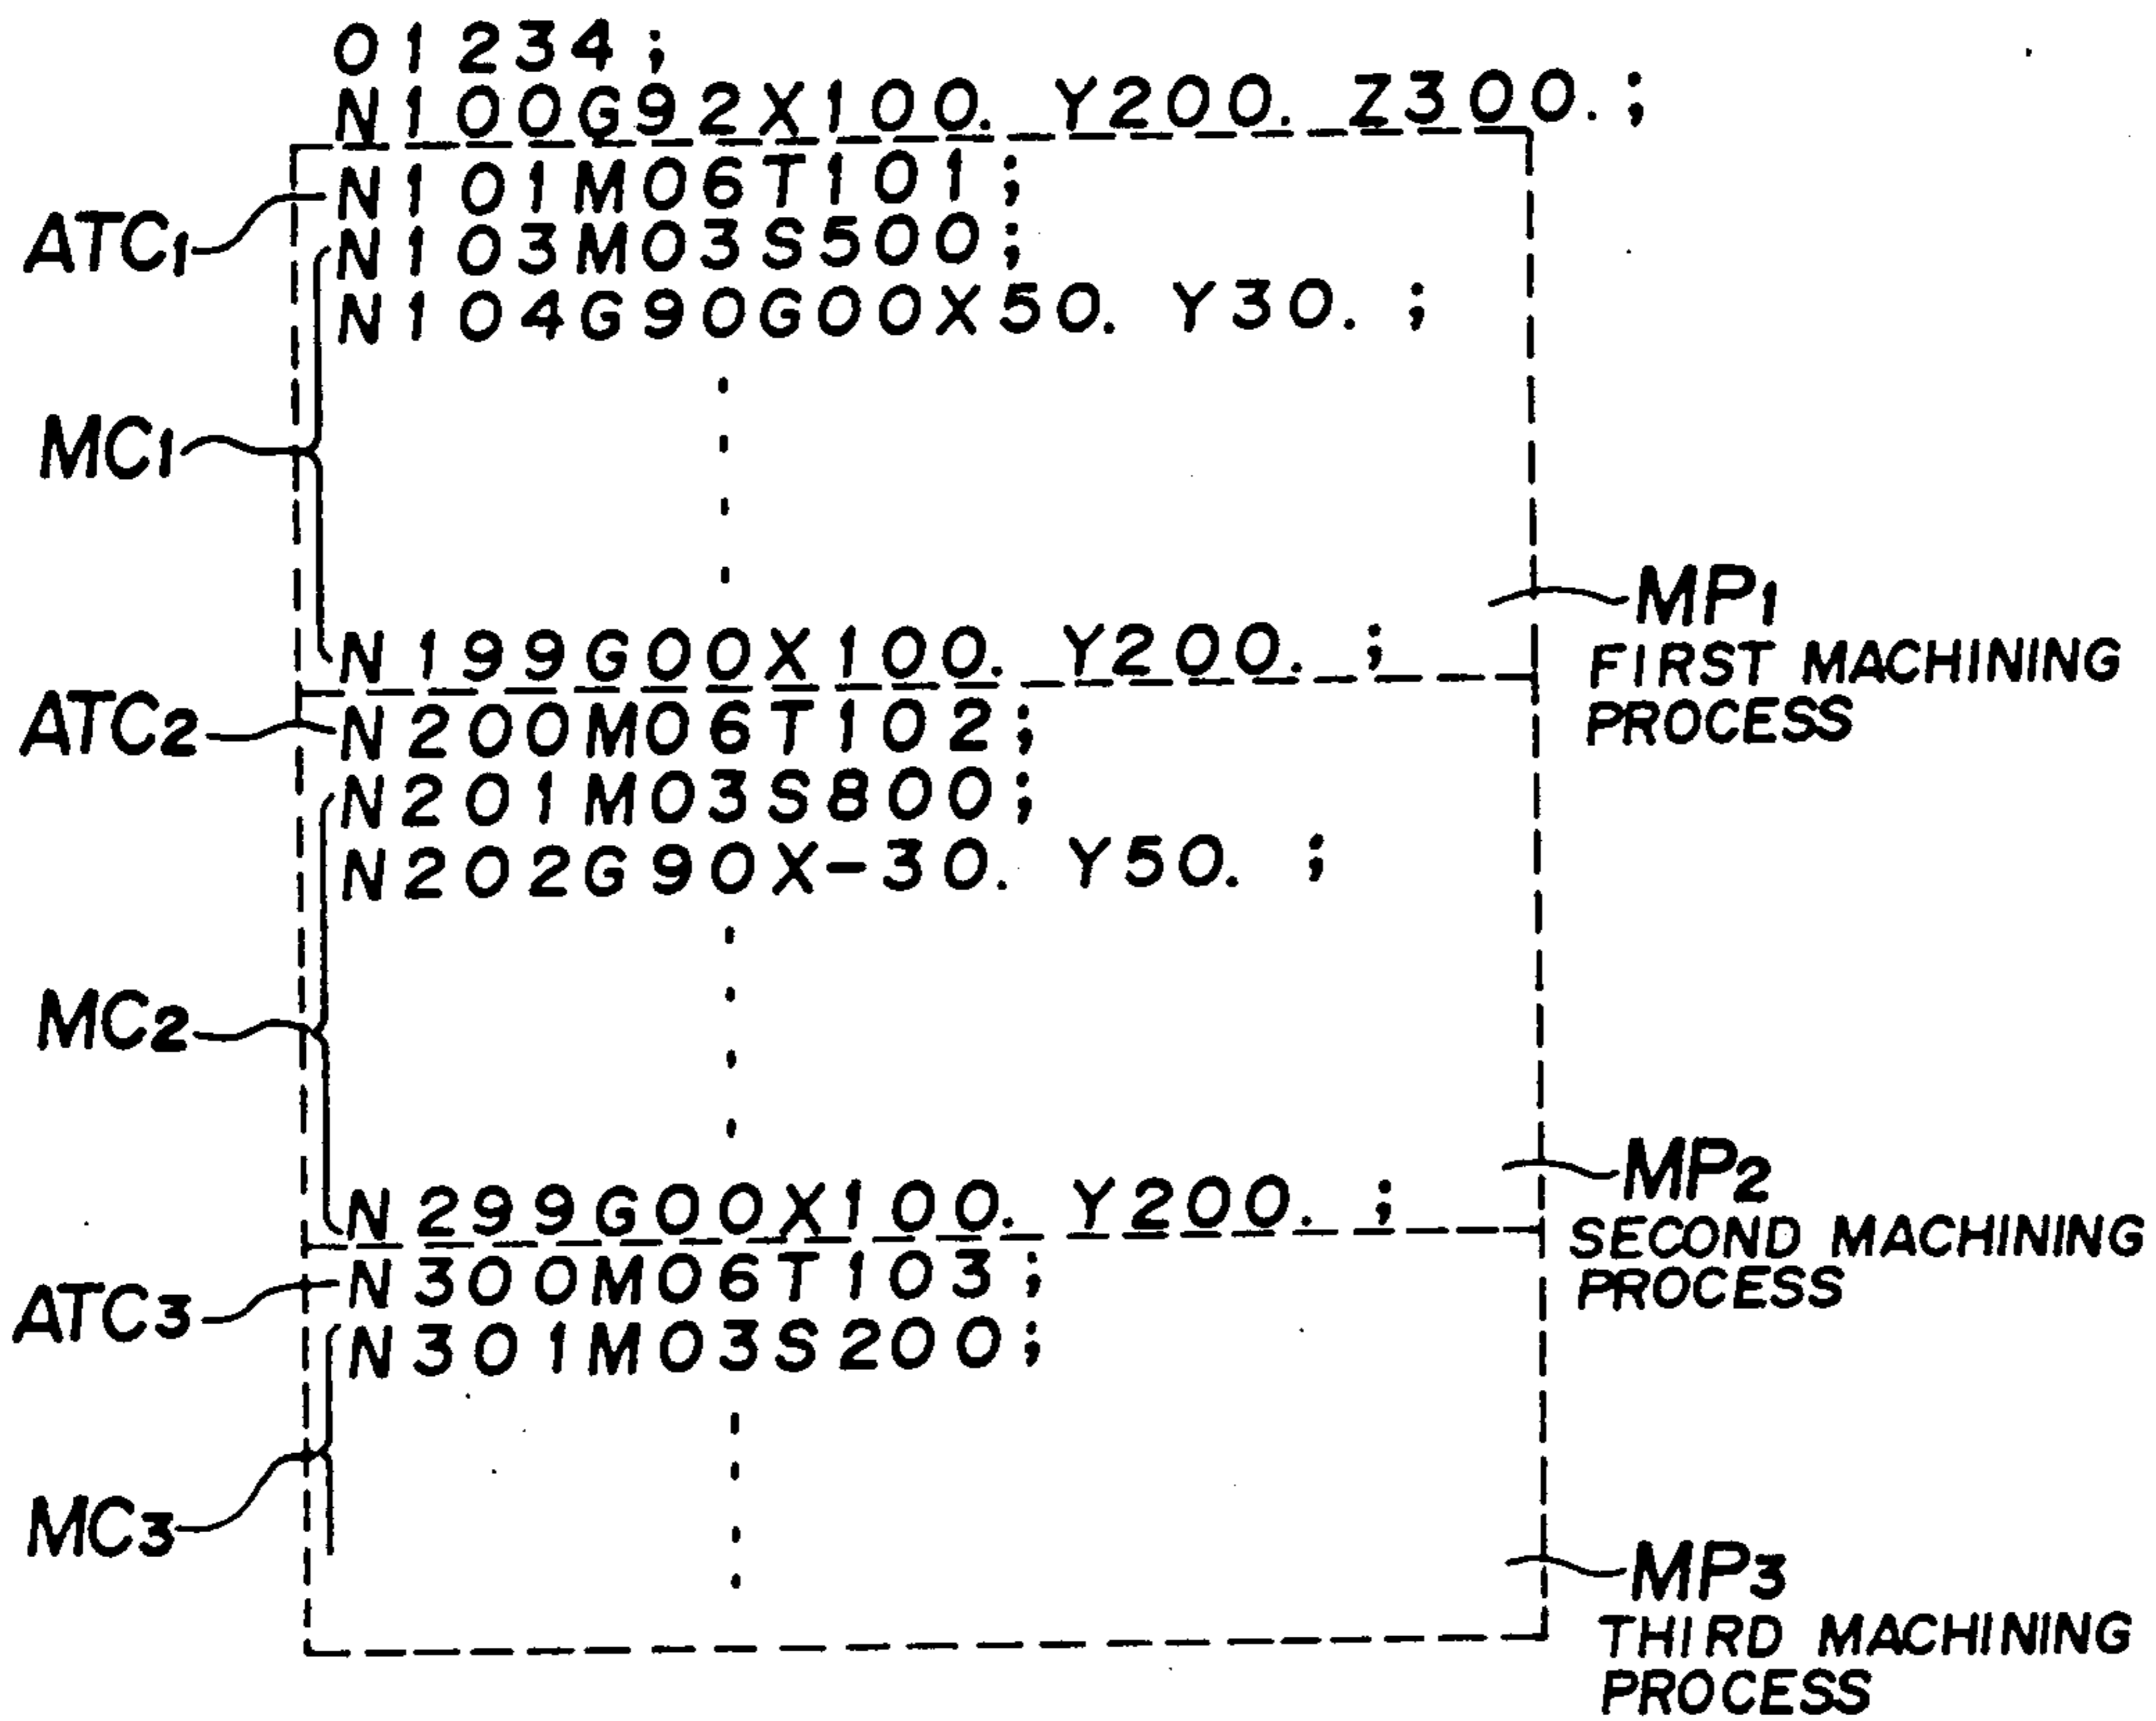 O1234;
N100G92X100. Y200. Z300.;
N101M06T101;
ATC1
N103M03S500;
N104G90G00X50. Y30. ;
MC1
MP1
N199G00X100. Y200. ;
FIRST MACHINING
PROCESS
ATC2
N200M06T102;
N201M03S800;
N202G90X-30. Y50. ;
MC2
MP2
N299G00X100. Y200. ;
SECOND MACHINING
PROCESS
ATC3
N300M06T103;
N301M03S200;
MC3
MP3
THIRD MACHINING
PROCESS